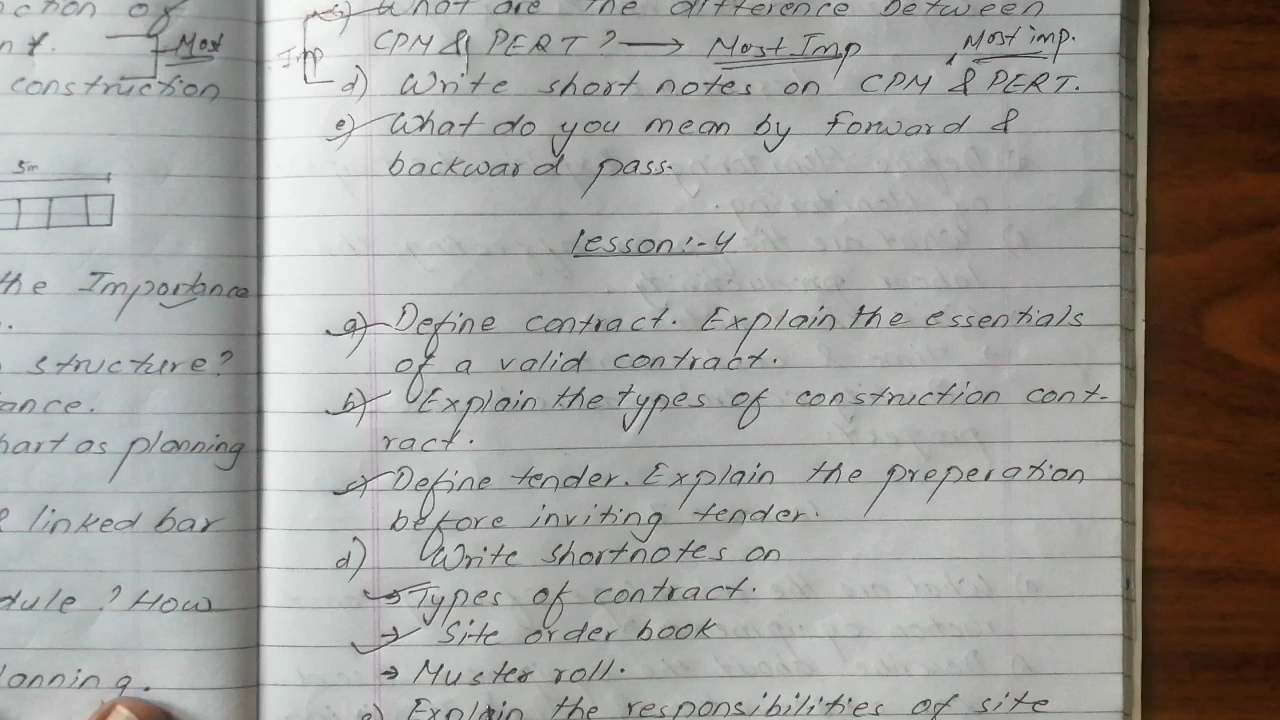 ction of
nt.
Most
construction
5m
the Importance
.
structure?
ance.
hart as planning
& linked bar
dule? How
lanning.
c) What are the difference between
CPM & PERT? → Most Imp Most imp.
Imp
d) Write short notes on CPM & PERT.
e) What do you mean by forward &
backward pass.
lesson:-4
a) Define contract. Explain the essentials
of a valid contract.
b) Explain the types of construction cont-
ract.
c) Define tender. Explain the preperation
before inviting tender.
d) Write shortnotes on
→ Types of contract.
→ Site order book
→ Muster roll.
e) Explain the responsibilities of site